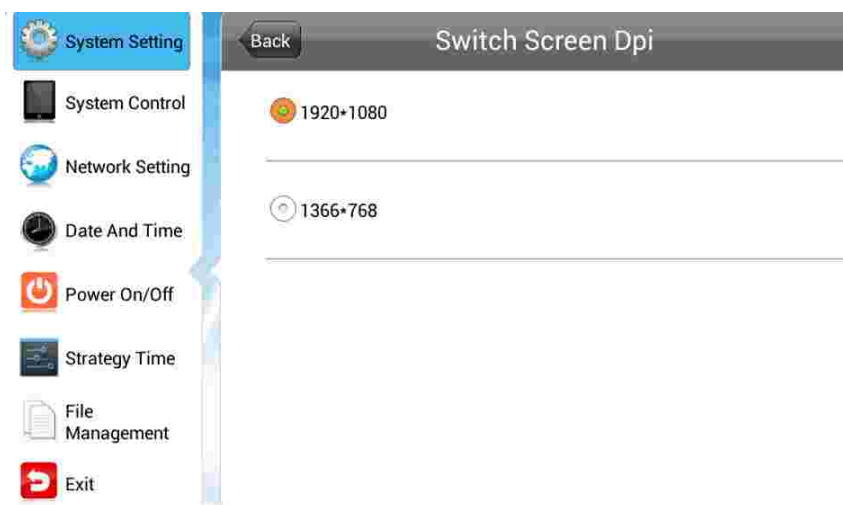 System Setting
Back
Switch Screen Dpi
System Control
1920*1080
Network Setting
1366*768
Date And Time
Power On/Off
Strategy Time
File
Management
Exit